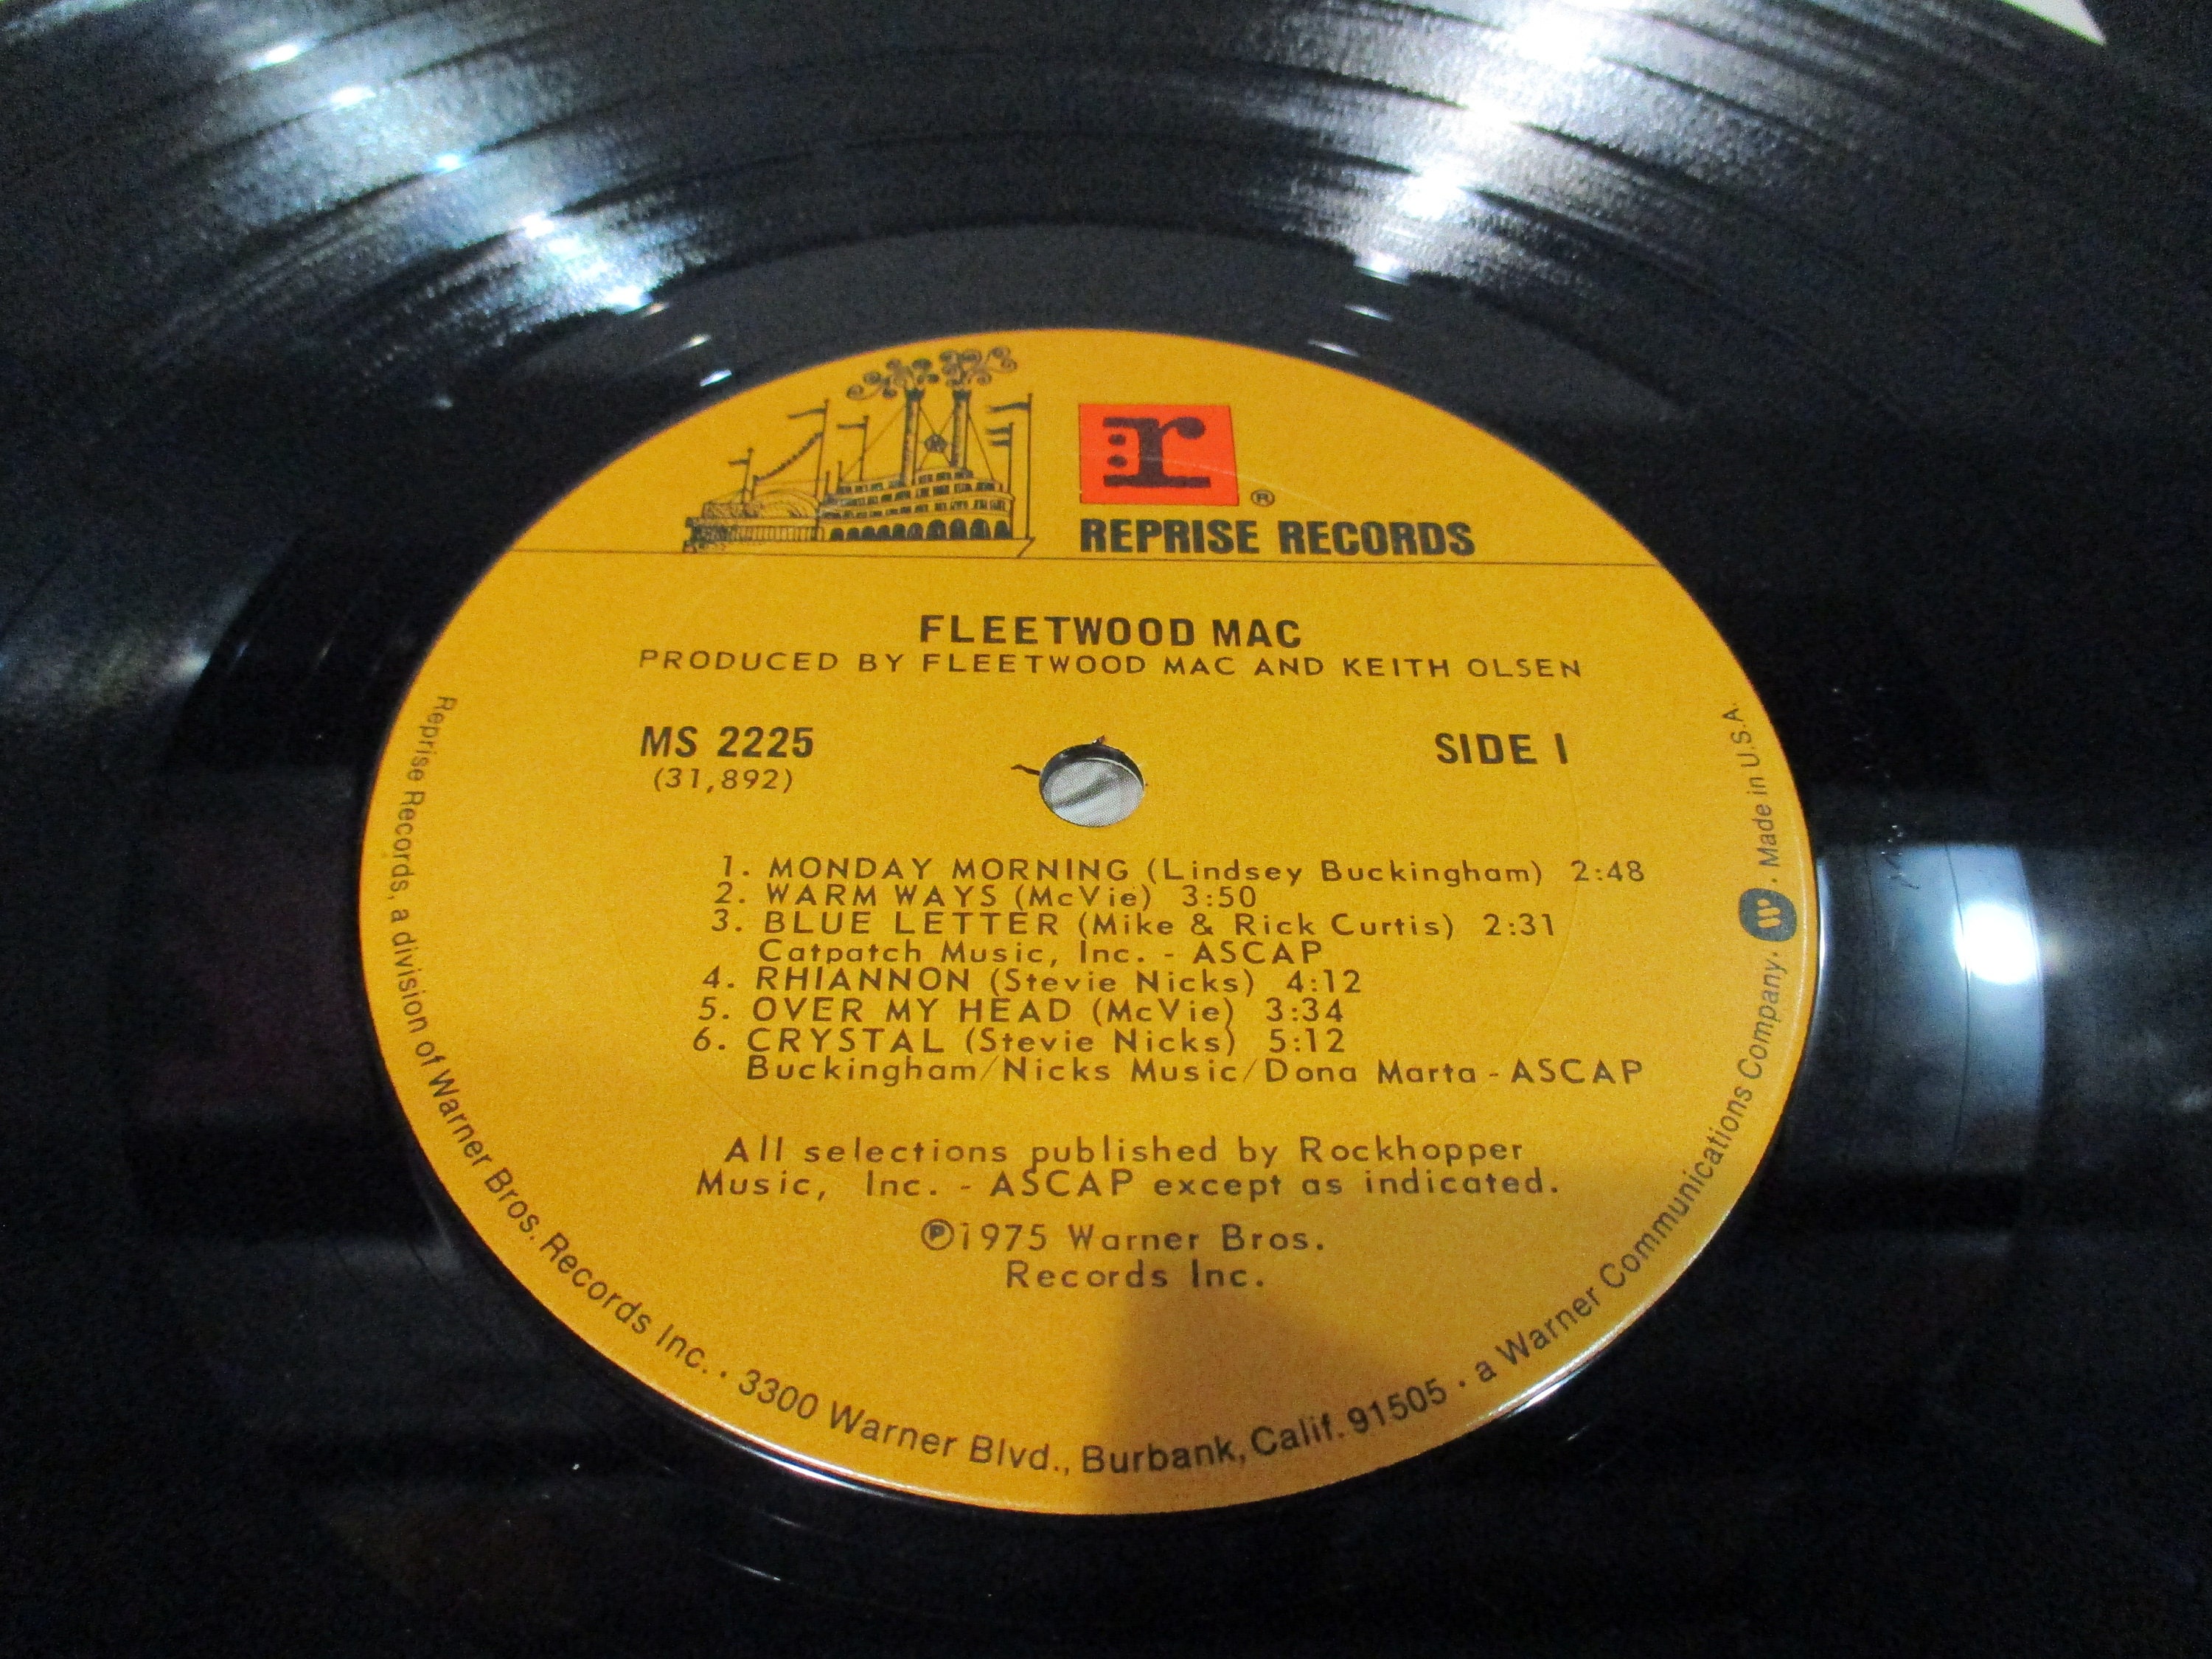 r
®
REPRISE RECORDS
FLEETWOOD MAC
PRODUCED BY FLEETWOOD MAC AND KEITH OLSEN
MS 2225
(31,892)
SIDE 1
1. MONDAY MORNING (Lindsey Buckingham) 2:48
2. WARM WAYS (McVie) 3:50
3. BLUE LETTER (Mike & Rick Curtis) 2:31
Catpatch Music, Inc. - ASCAP
4. RHIANNON (Stevie Nicks) 4:12
5. OVER MY HEAD (McVie) 3:34
6. CRYSTAL (Stevie Nicks) 5:12
Buckingham/Nicks Music/Dona Marta - ASCAP
All selections published by Rockhopper
Music, Inc. - ASCAP except as indicated.
℗1975 Warner Bros.
Records Inc.
Reprise Records, a division of Warner Bros. Records Inc. · 3300 Warner Blvd., Burbank, Calif. 91505 · a Warner Communications Company. W · Made in U.S.A.